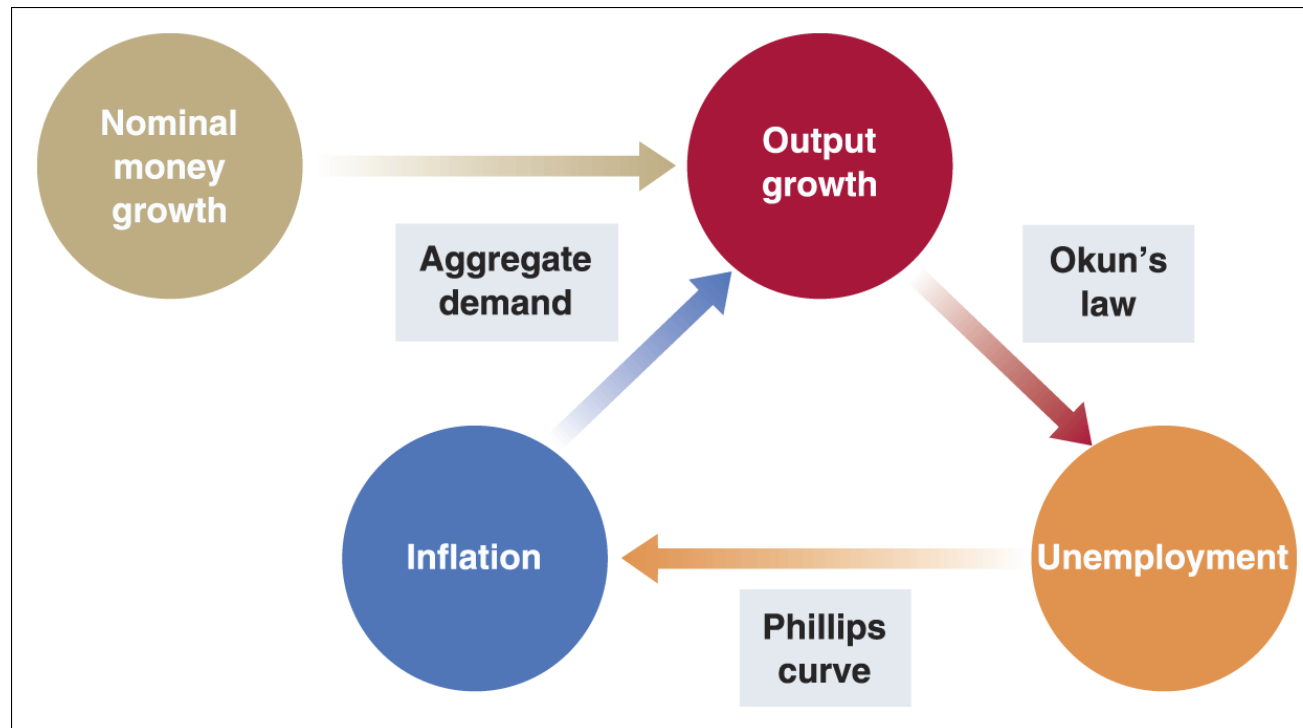 Nominal
money
growth
Output
growth
Aggregate
demand
Okun's
law
Inflation
Unemployment
Phillips
curve